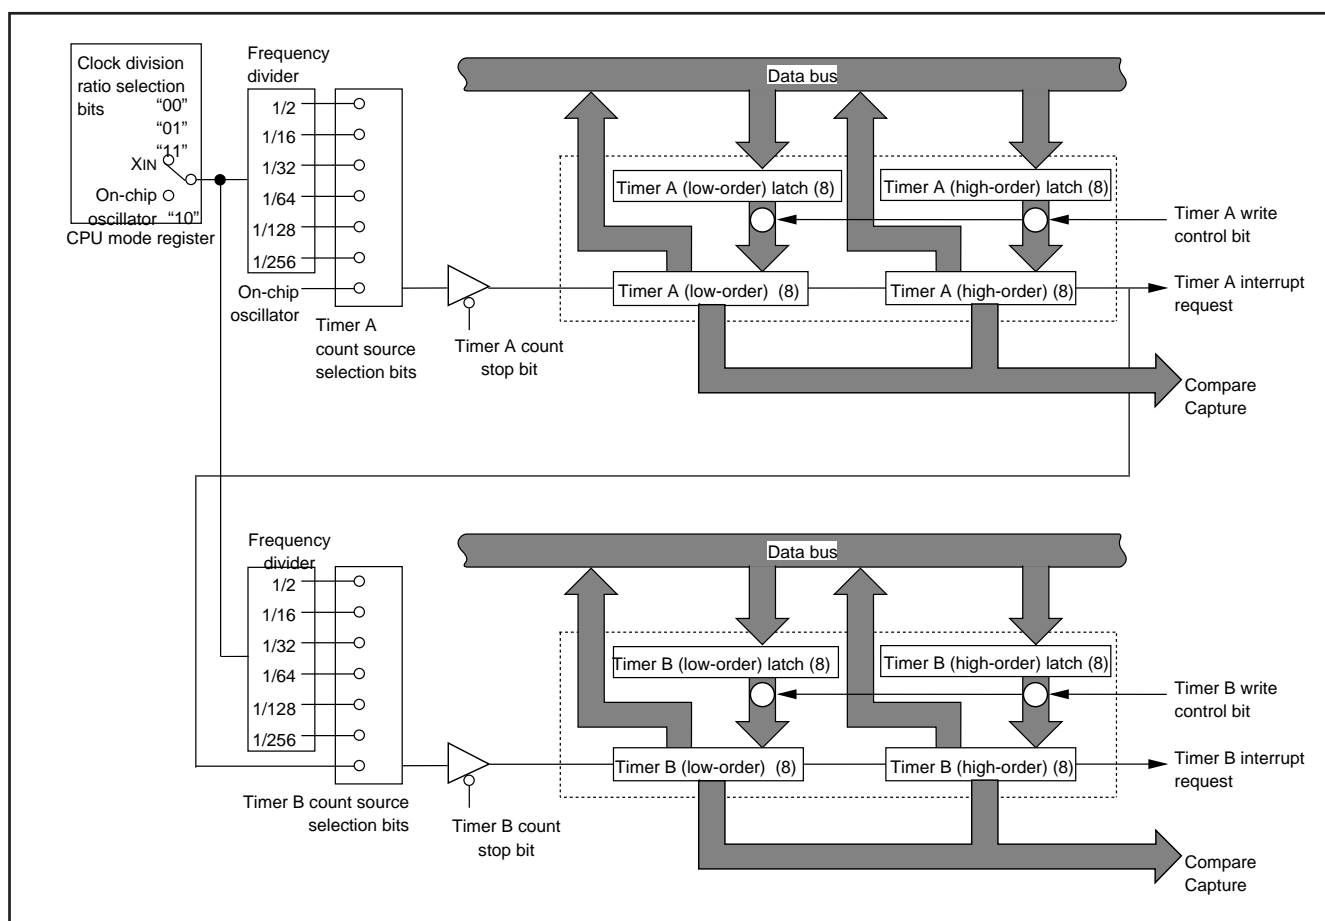 Clock division
ratio selection
bits
“00”
“01”
“11”
XIN
On-chip
oscillator “10”
CPU mode register
Frequency
divider
1/2
1/16
1/32
1/64
1/128
1/256
On-chip
oscillator
Timer A
count source
selection bits
Timer A count
stop bit
Data bus
Timer A (low-order) latch (8)
Timer A (high-order) latch (8)
Timer A write
control bit
Timer A (low-order) (8)
Timer A (high-order) (8)
Timer A interrupt
request
Compare
Capture
Frequency
divider
1/2
1/16
1/32
1/64
1/128
1/256
Timer B count source
selection bits
Timer B count
stop bit
Data bus
Timer B (low-order) latch (8)
Timer B (high-order) latch (8)
Timer B write
control bit
Timer B (low-order) (8)
Timer B (high-order) (8)
Timer B interrupt
request
Compare
Capture